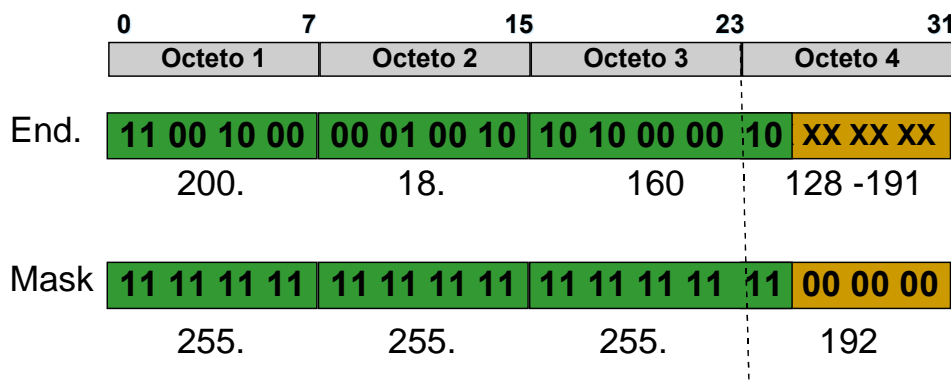 0 7 15 23 31
Octeto 1 Octeto 2 Octeto 3 Octeto 4
End. 11 00 10 00 00 01 00 10 10 10 00 00 10 XX XX XX
200. 18. 160 128 -191
Mask 11 11 11 11 11 11 11 11 11 11 11 11 11 00 00 00
255. 255. 255. 192